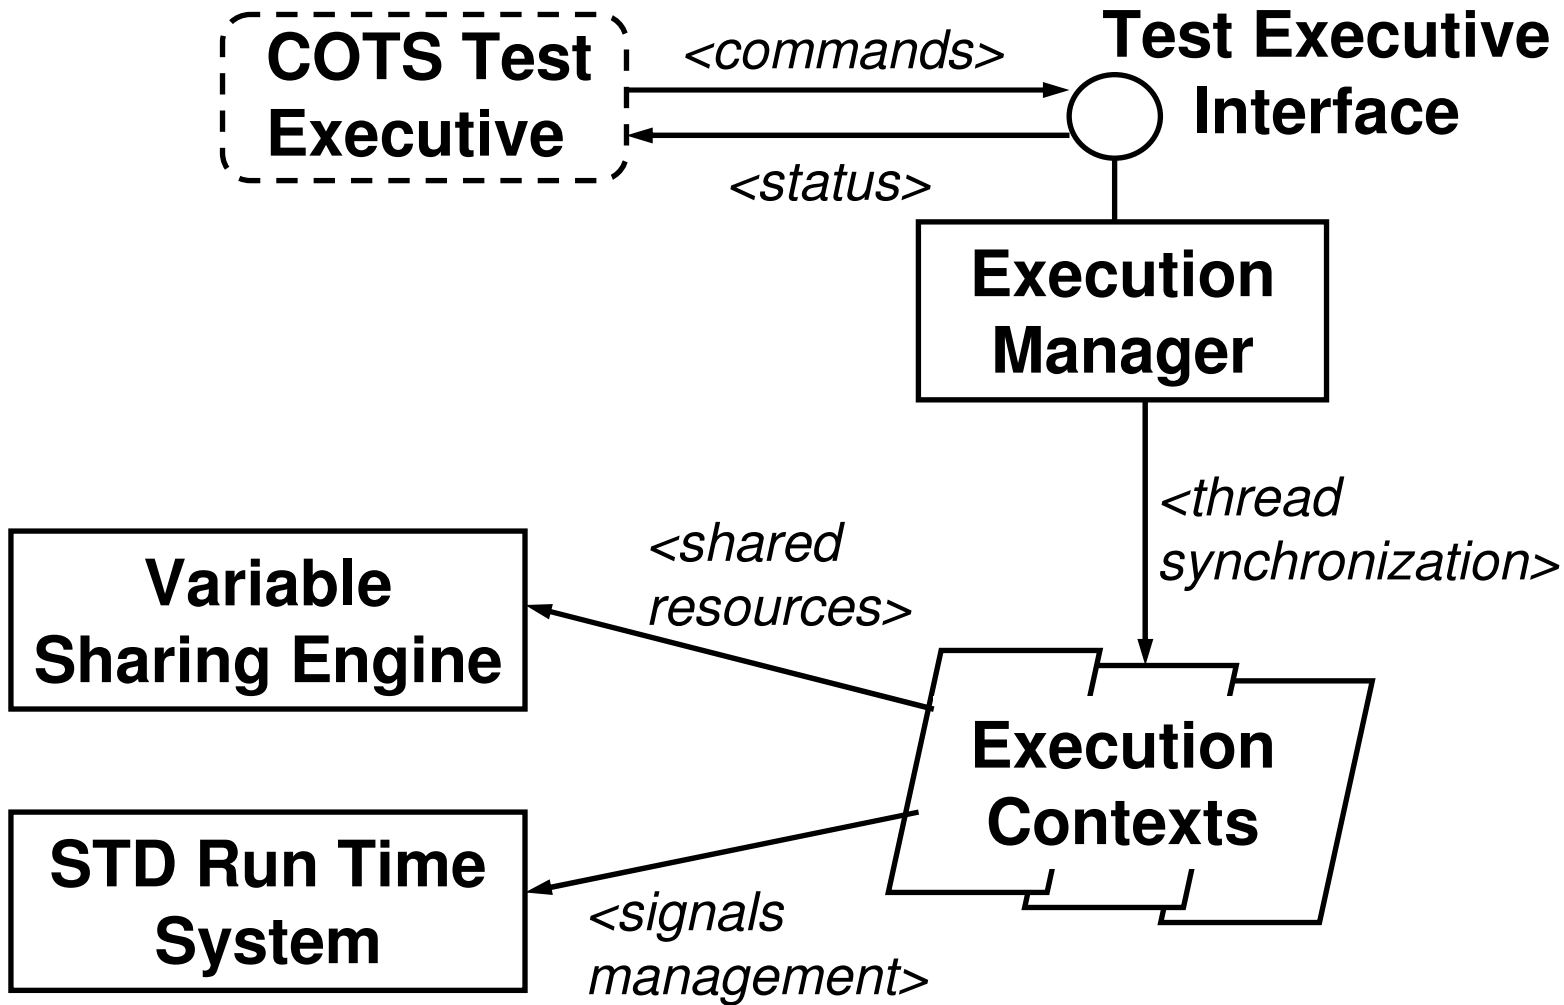 COTS Test
Executive
<commands>
<status>
Test Executive
Interface
Execution
Manager
<thread
synchronization>
<shared
resources>
Variable
Sharing Engine
Execution
Contexts
STD Run Time
System
<signals
management>